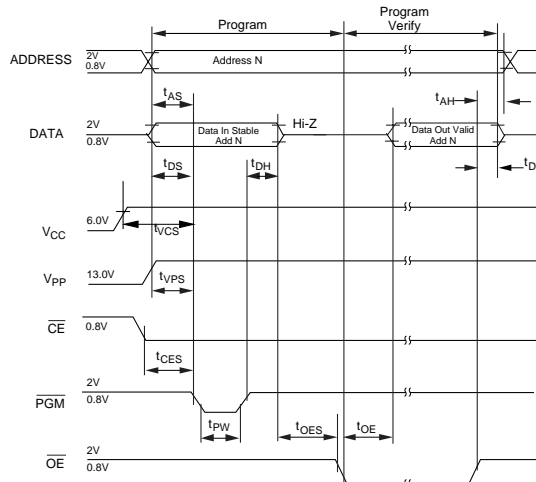 Program
Program
Verify
ADDRESS
2V
0.8V
Address N
tAS
tAH
DATA
2V
0.8V
Data In Stable
Add N
Hi-Z
Data Out Valid
Add N
tDS
tDH
tD
VCC
6.0V
tVCS
VPP
13.0V
tVPS
CE
0.8V
tCES
PGM
2V
0.8V
tPW
tOES
tOE
OE
2V
0.8V